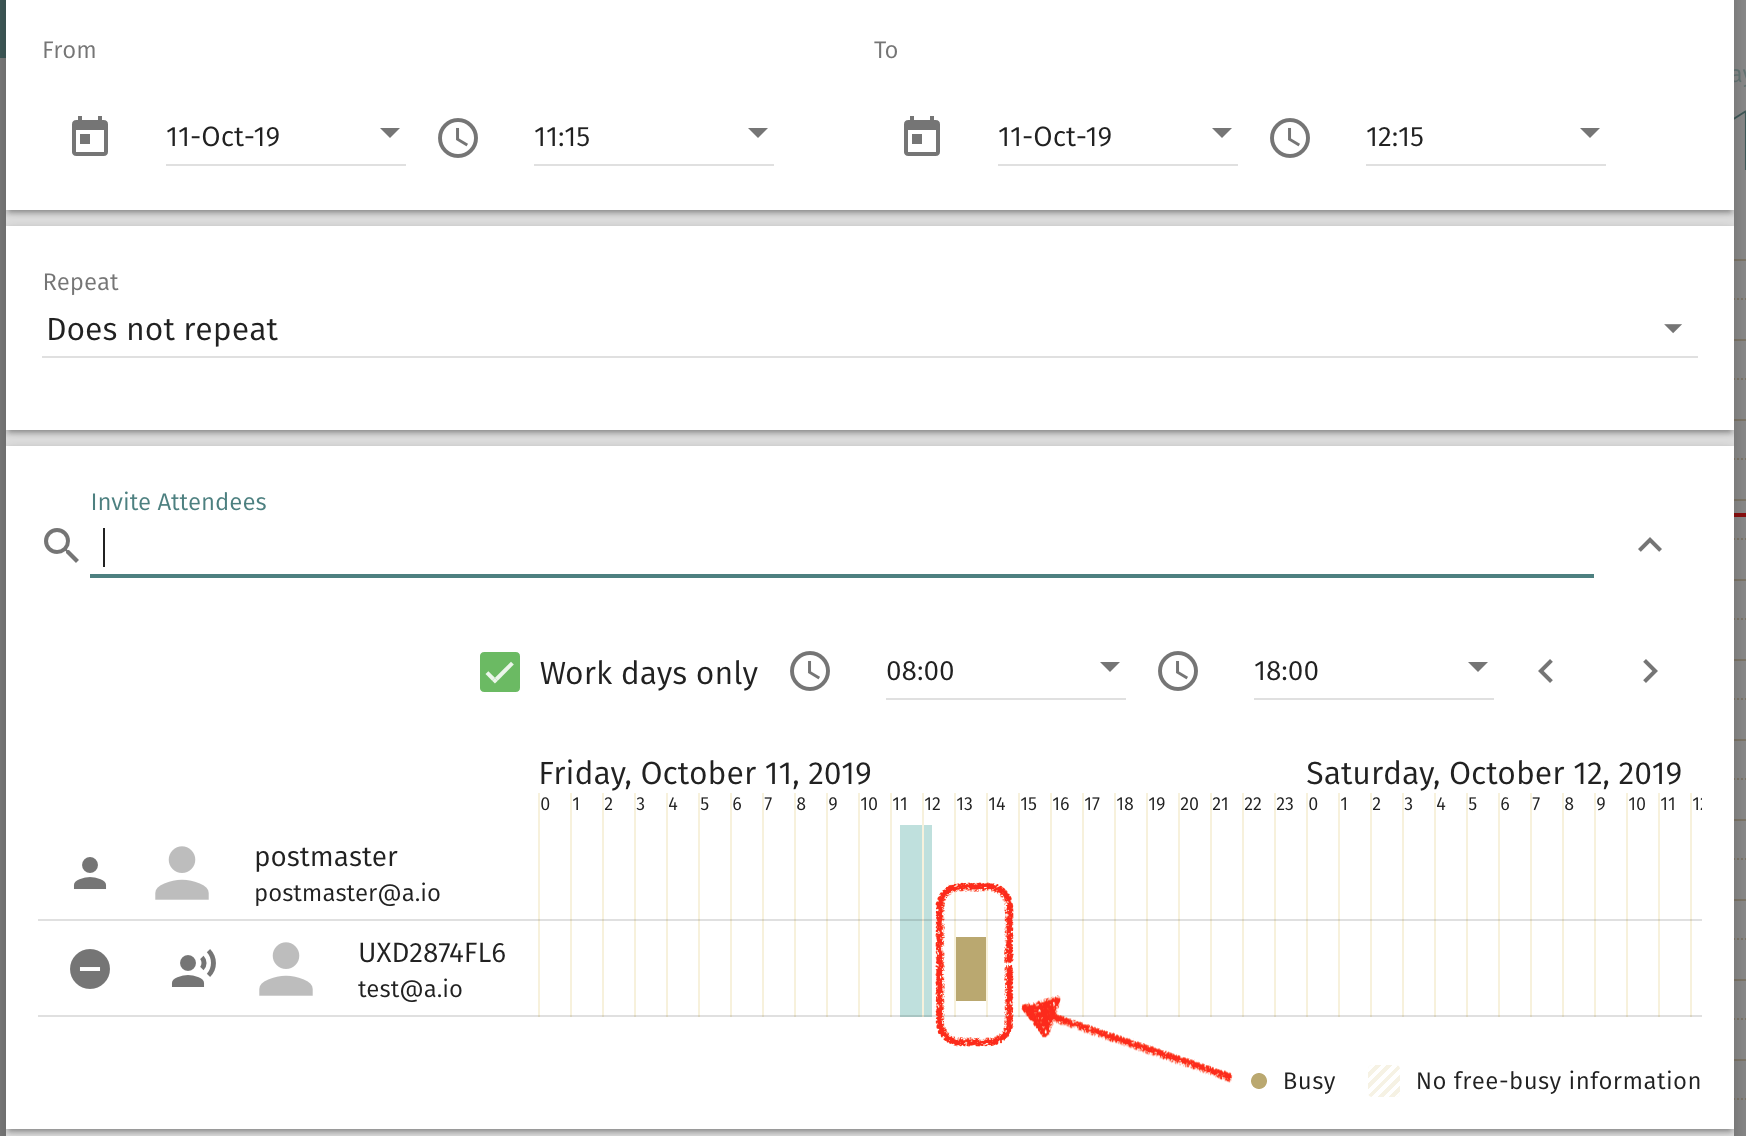 From To
11-Oct-19 11:15 11-Oct-19 12:15
Repeat
Does not repeat
Invite Attendees
Work days only 08:00 18:00
Friday, October 11, 2019 Saturday, October 12, 2019
0 1 2 3 4 5 6 7 8 9 10 11 12 13 14 15 16 17 18 19 20 21 22 23 0 1 2 3 4 5 6 7 8 9 10 11
postmaster
postmaster@a.io
UXD2874FL6
test@a.io
Busy No free-busy information